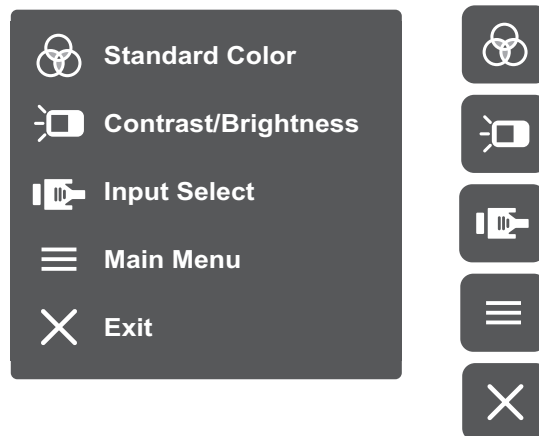 Standard Color
Contrast/Brightness
Input Select
Main Menu
Exit